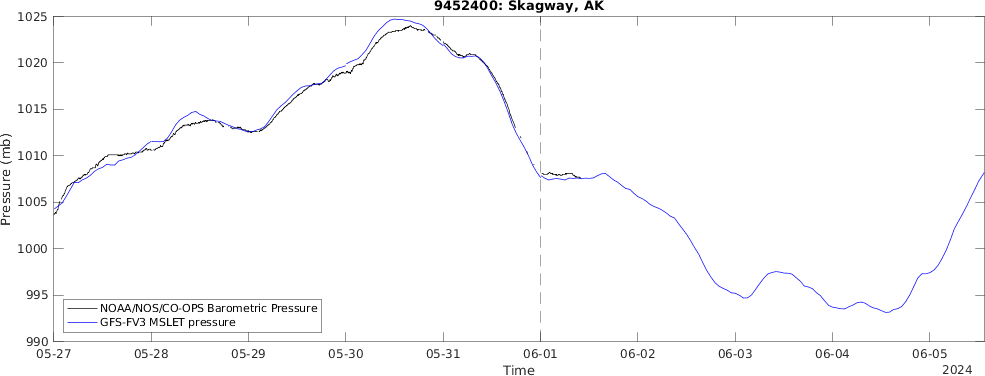 9452400: Skagway, AK
1025
1020
1015
1010
1005
1000
995
990
Pressure (mb)
NOAA/NOS/CO-OPS Barometric Pressure
GFS-FV3 MSLET pressure
05-27 05-28 05-29 05-30 05-31 06-01 06-02 06-03 06-04 06-05
Time
2024